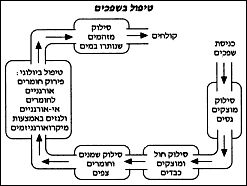 טיפול בשפכים
כניסת
שפכים
סילוק
מוצקים
גסים
סילוק חול
ומוצקים
כבדים
סילוק שמנים
וחומרים
צפים
טיפול ביולוגי:
פירוק חומרים
אורגניים
לחומרים
אי-אורגניים
ולגזים באמצעות
מיקרואורגניזמים
סילוק
מזהמים
שנותרו במים
קולחים